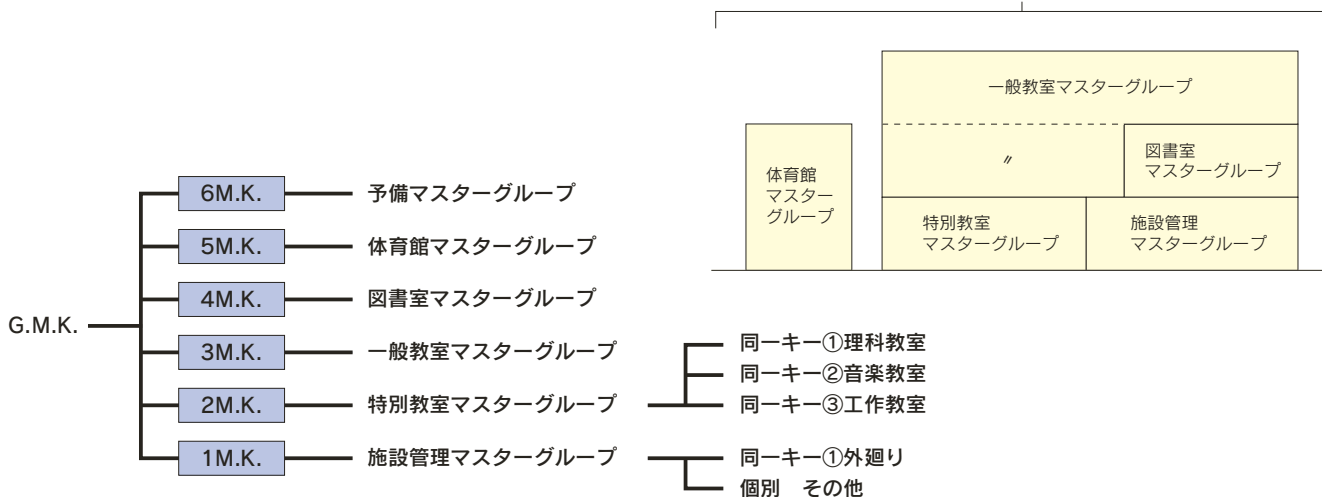 一般教室マスターグループ
〃
図書室
マスターグループ
体育館
マスター
グループ
特別教室
マスターグループ
施設管理
マスターグループ
G.M.K.
6M.K.
予備マスターグループ
5M.K.
体育館マスターグループ
4M.K.
図書室マスターグループ
3M.K.
一般教室マスターグループ
2M.K.
特別教室マスターグループ
同一キー①理科教室
同一キー②音楽教室
同一キー③工作教室
1M.K.
施設管理マスターグループ
同一キー①外廻り
個別　その他